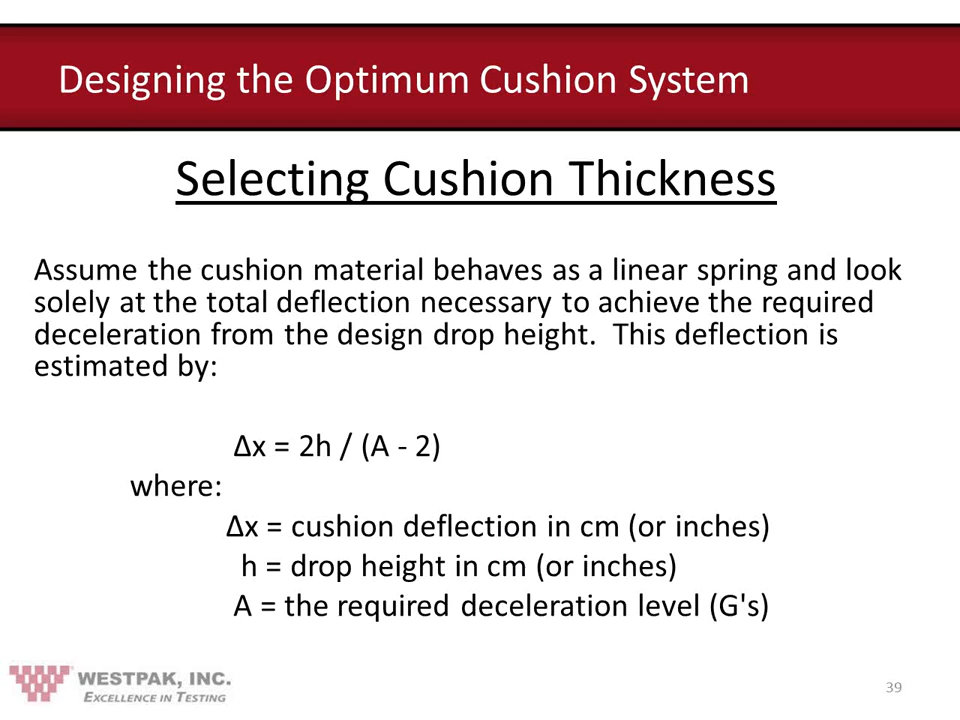 Designing the Optimum Cushion System
Selecting Cushion Thickness
Assume the cushion material behaves as a linear spring and look
solely at the total deflection necessary to achieve the required
deceleration from the design drop height.  This deflection is
estimated by:
Δx = 2h / (A - 2)
where:
Δx = cushion deflection in cm (or inches)
h = drop height in cm (or inches)
A = the required deceleration level (G's)
WESTPAK, INC.
EXCELLENCE IN TESTING
39